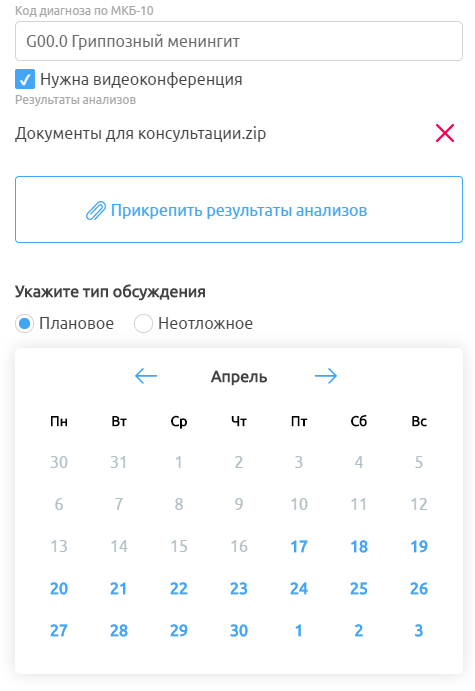 Код диагноза по МКБ-10
G00.0 Гриппозный менингит
Нужна видеоконференция
Результаты анализов
Документы для консультации.zip
Прикрепить результаты анализов
Укажите тип обсуждения
Плановое Неотложное
Апрель
Пн Вт Ср Чт Пт Сб Вс
30 31 1 2 3 4 5
6 7 8 9 10 11 12
13 14 15 16 17 18 19
20 21 22 23 24 25 26
27 28 29 30 1 2 3